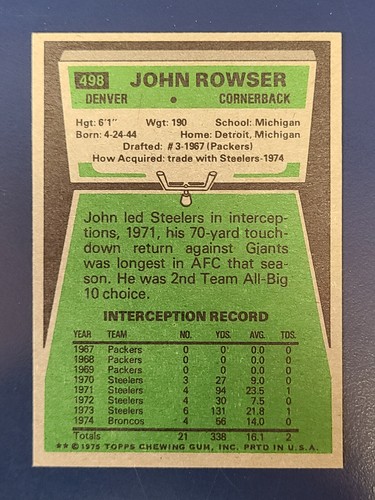 498 JOHN ROWSER
DENVER • CORNERBACK
Hgt: 6'1" Wgt: 190 School: Michigan
Born: 4-24-44 Home: Detroit, Michigan
Drafted: #3-1967 (Packers)
How Acquired: trade with Steelers-1974
John led Steelers in intercep-
tions, 1971, his 70-yard touch-
down return against Giants
was longest in AFC that sea-
son. He was 2nd Team All-Big
10 choice.
INTERCEPTION RECORD
YEAR TEAM NO. YDS. AVG. TDS.
1967 Packers 0 0 0.0 0
1968 Packers 0 0 0.0 0
1969 Packers 0 0 0.0 0
1970 Steelers 3 27 9.0 0
1971 Steelers 4 94 23.5 1
1972 Steelers 4 30 7.5 0
1973 Steelers 6 131 21.8 1
1974 Broncos 4 56 14.0 0
Totals 21 338 16.1 2
** © 1975 TOPPS CHEWING GUM, INC. PRTD IN U.S.A.